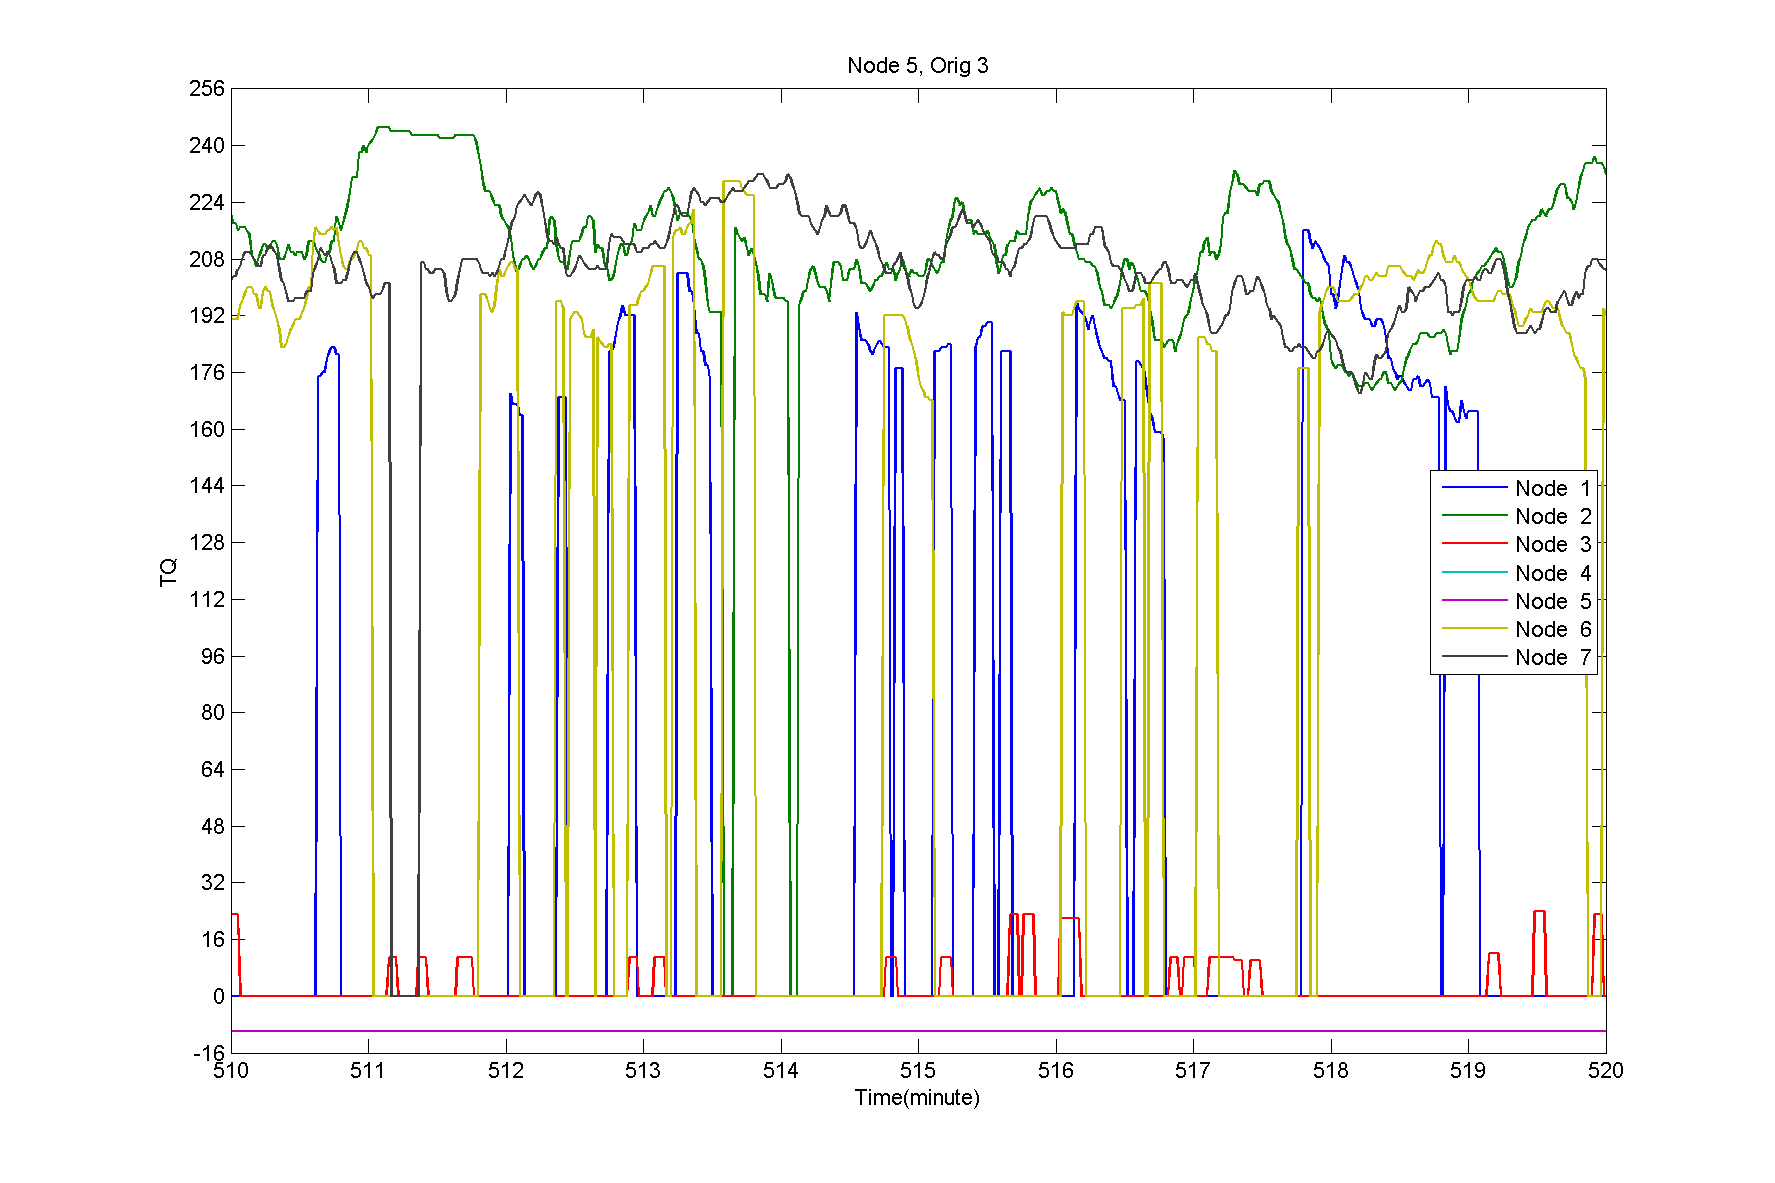 Node 5, Orig 3
256
240
224
208
192
176
160
144
128
112
96
80
64
48
32
16
0
-16
TQ
510 511 512 513 514 515 516 517 518 519 520
Time(minute)
Node 1
Node 2
Node 3
Node 4
Node 5
Node 6
Node 7